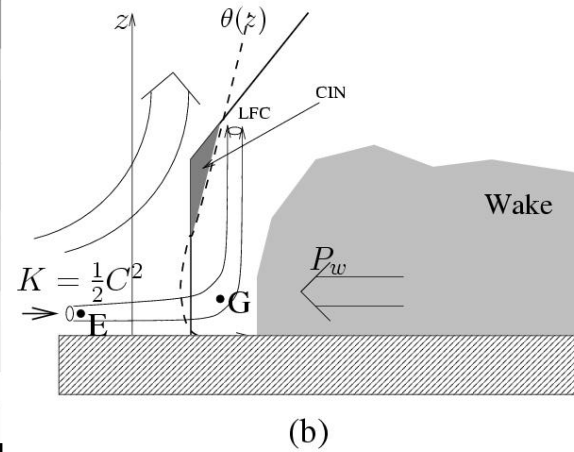 z
θ(z)
CIN
LFC
Wake
K = ½C²
P_w
G
E
(b)